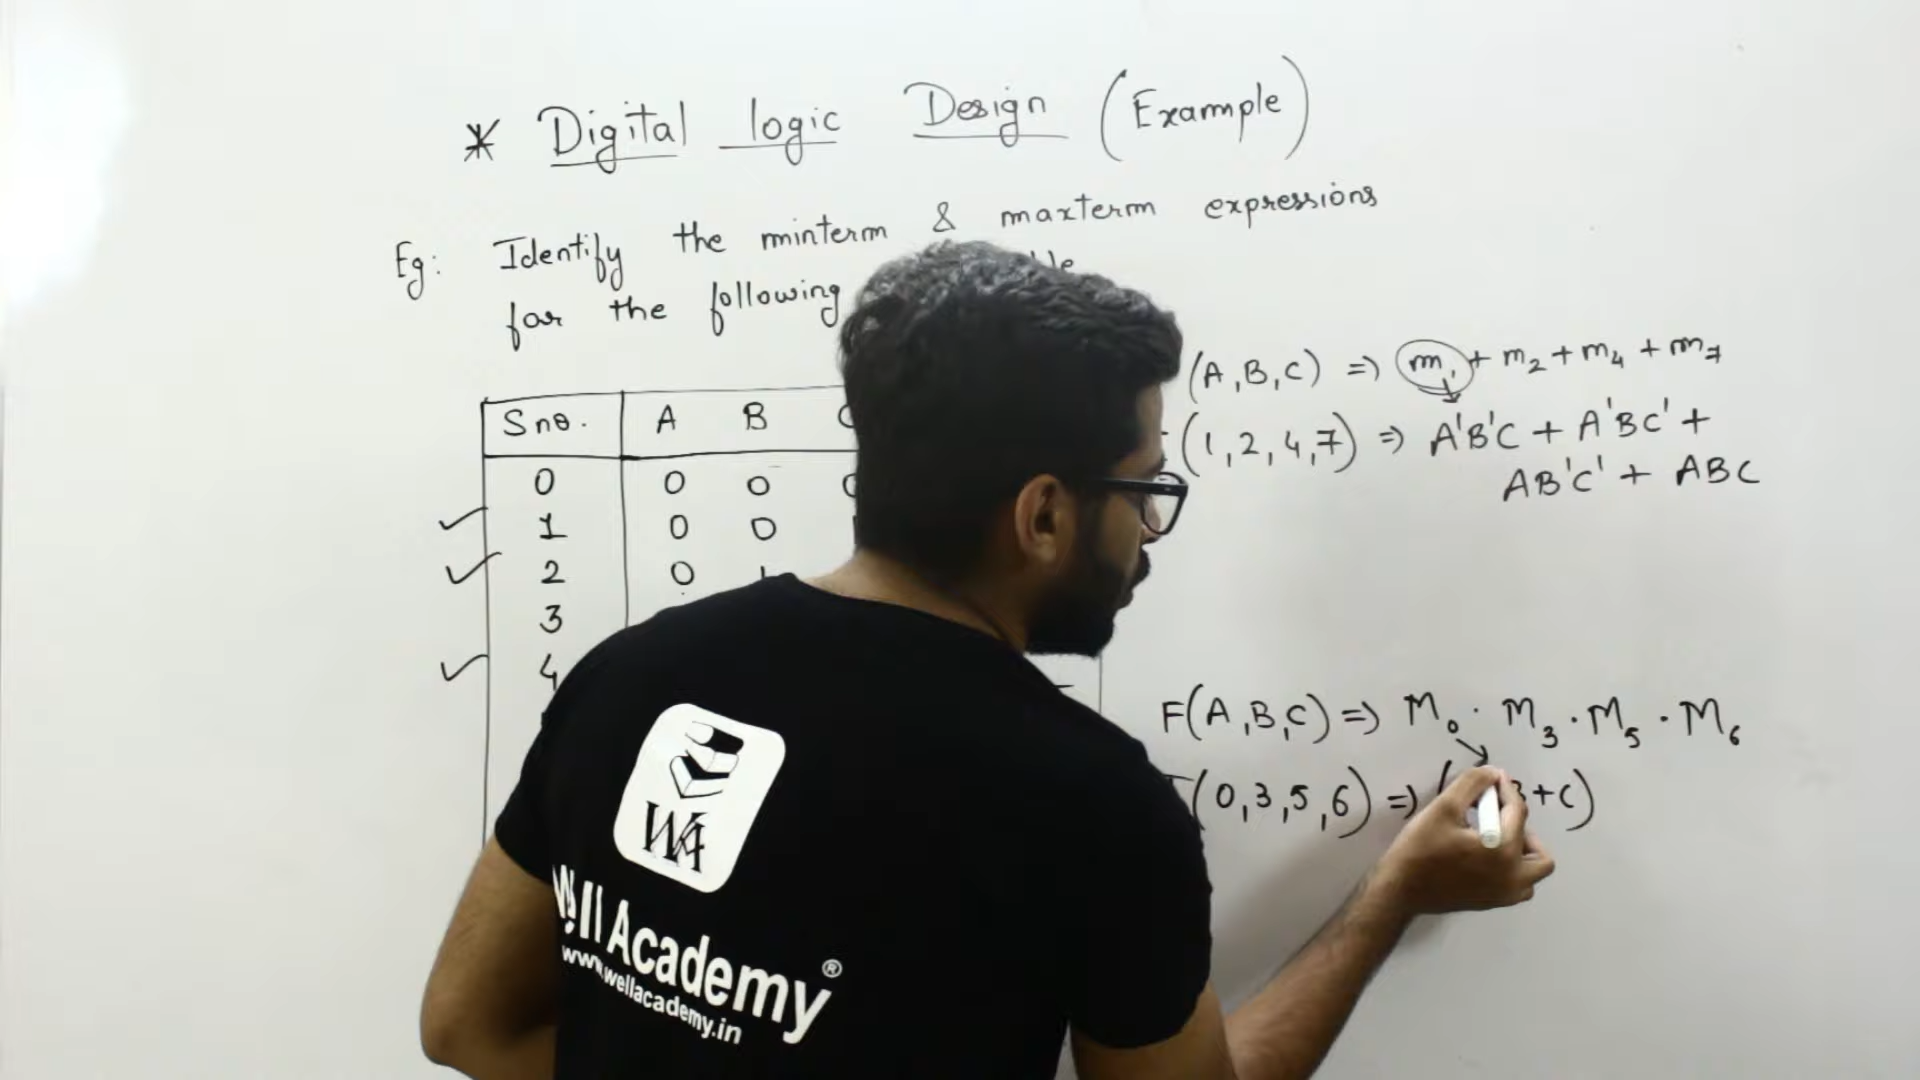 * Digital logic Design (Example)
Eg: Identify the minterm & maxterm expressions
for the following
(A,B,C) => m1 + m2 + m4 + m7
(1,2,4,7) => A'B'C + A'BC' +
AB'C' + ABC
Sno. A B
0 0 0
1 0 0
2 0
3
4
F(A,B,C) => M0 . M3 . M5 . M6
(0,3,5,6) => ( +C)
WA
Well Academy®
www.wellacademy.in